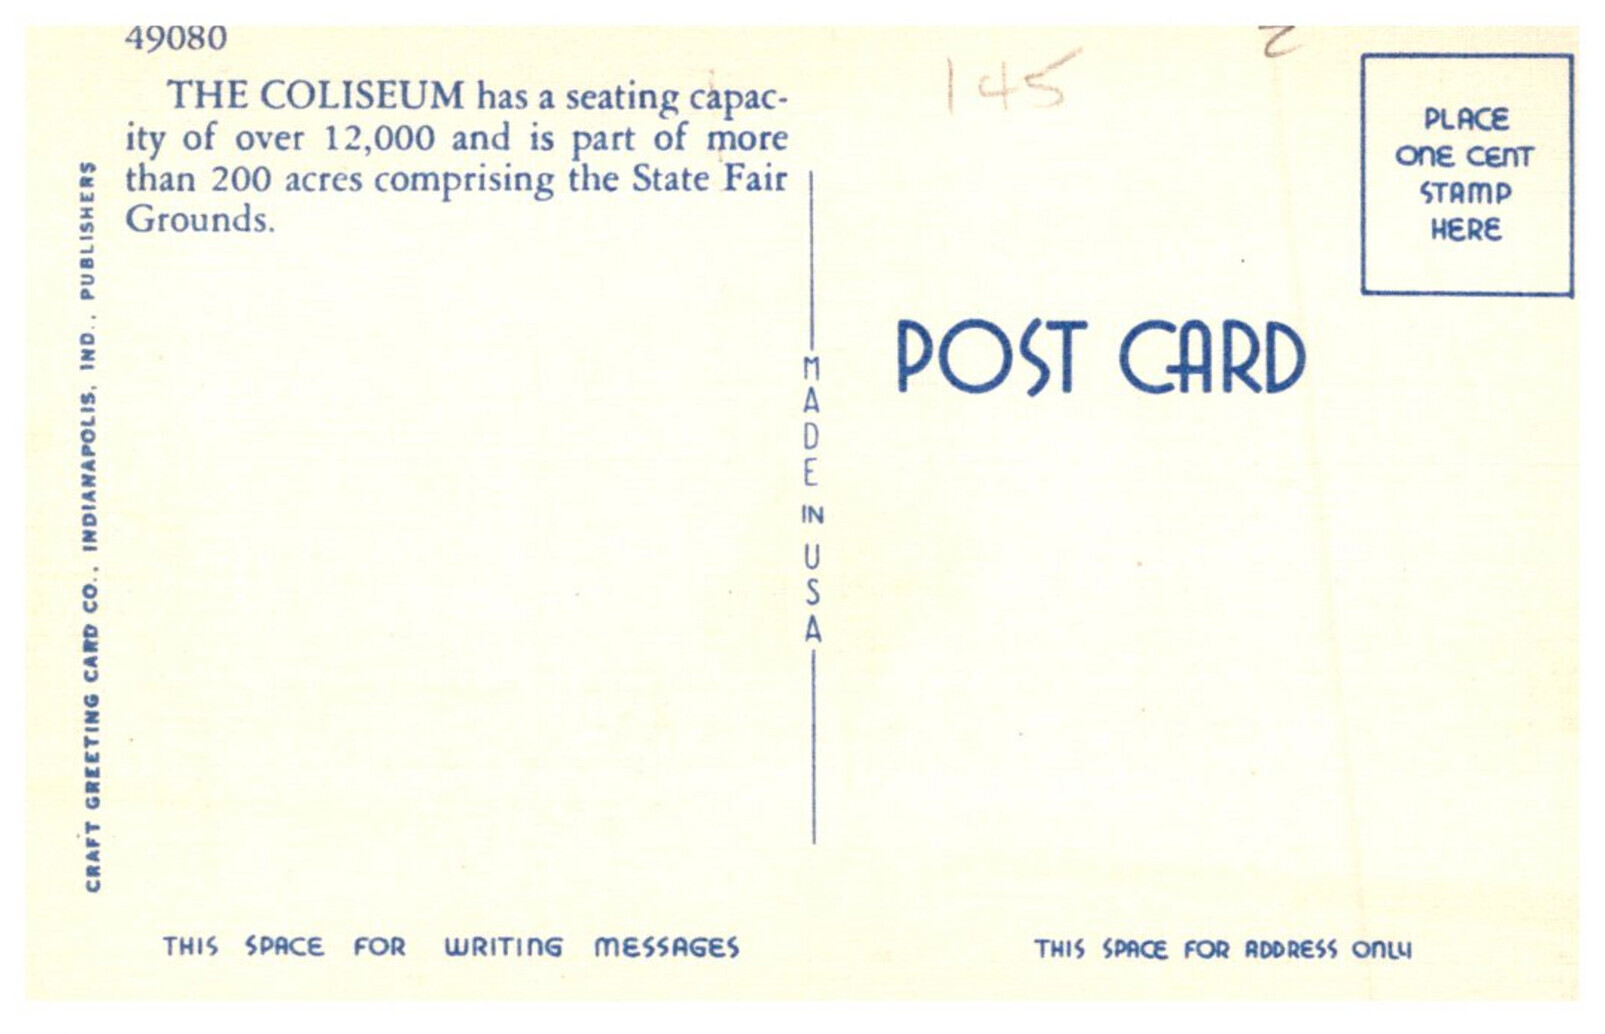 49080
THE COLISEUM has a seating capac-
ity of over 12,000 and is part of more
than 200 acres comprising the State Fair
Grounds.
CRAFT GREETING CARD CO., INDIANAPOLIS, IND., PUBLISHERS
MADE IN USA
145
2
PLACE
ONE CENT
STAMP
HERE
POST CARD
THIS SPACE FOR WRITING MESSAGES
THIS SPACE FOR ADDRESS ONLY